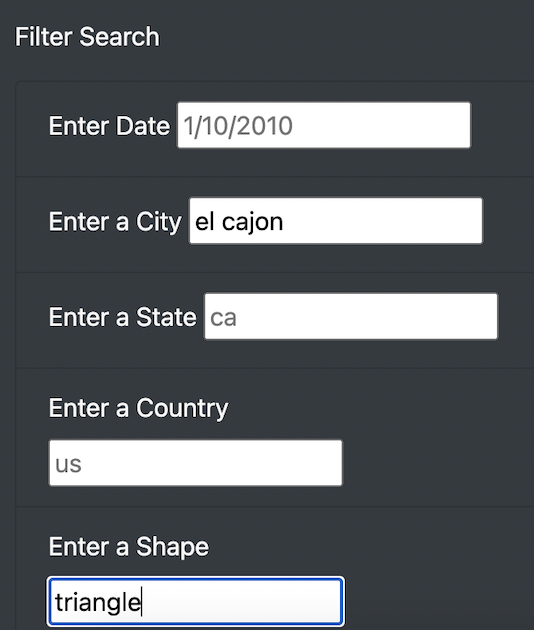 Filter Search
Enter Date 1/10/2010
Enter a City el cajon
Enter a State ca
Enter a Country
us
Enter a Shape
triangle